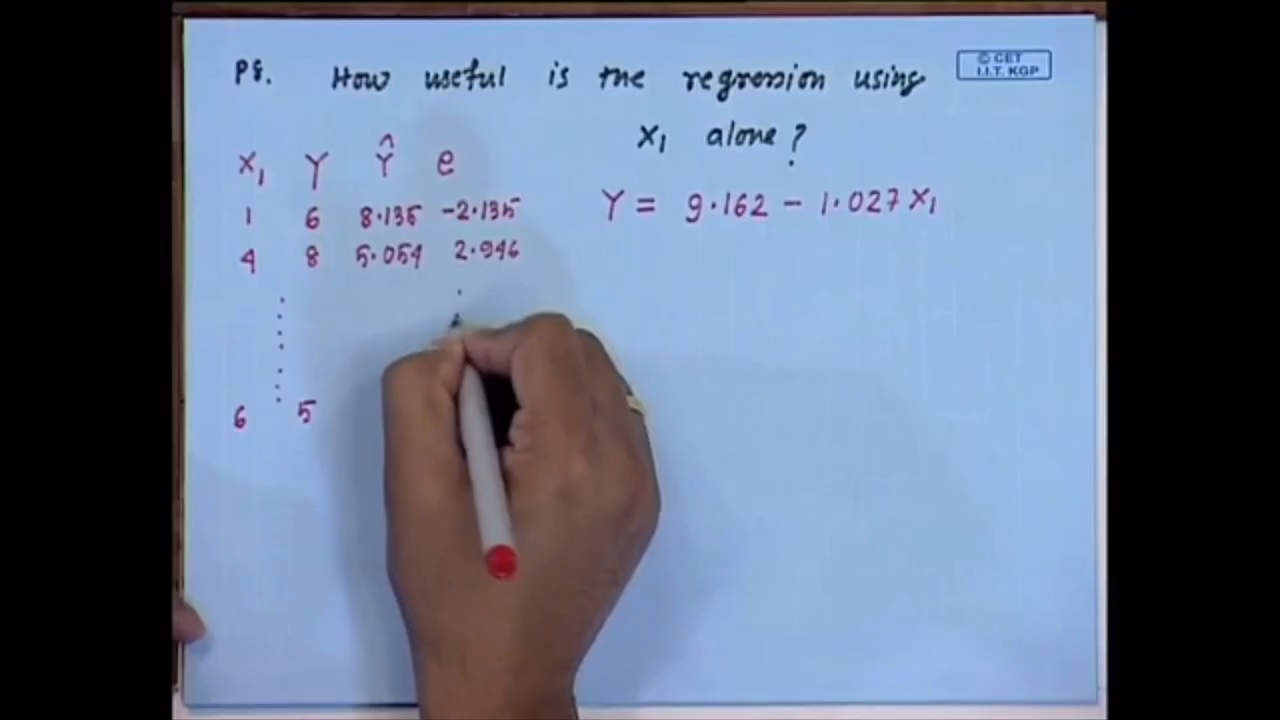 P8. How useful is the regression using
X₁ alone?
© CET
I.I.T. KGP
X₁ Y Ŷ e
1 6 8.135 -2.135
4 8 5.054 2.946
6 5
Y = 9.162 - 1.027 X₁